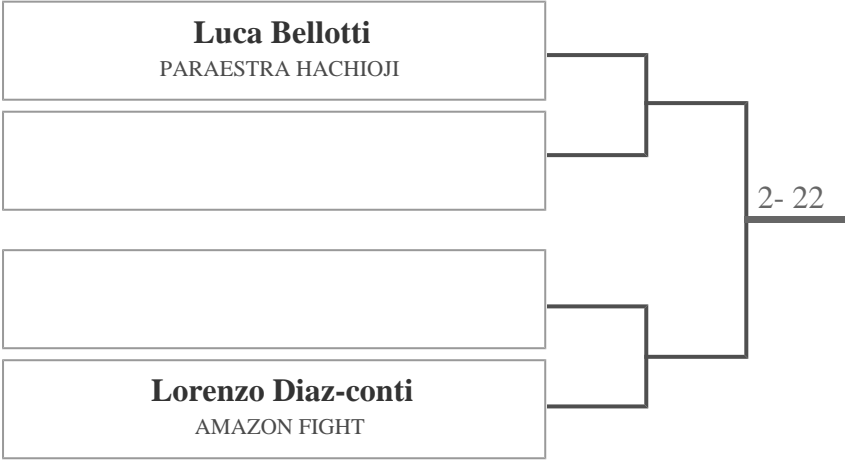 Luca Bellotti
PARAESTRA HACHIOJI
2- 22
Lorenzo Diaz-conti
AMAZON FIGHT